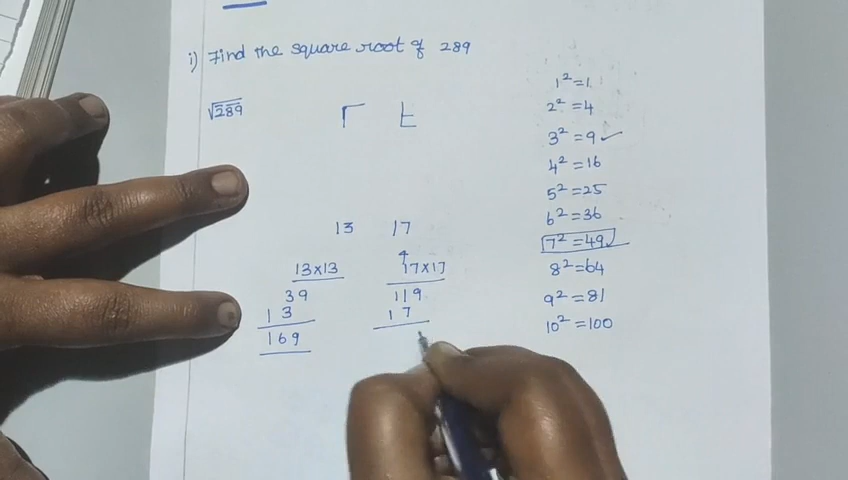 i) Find the square root of 289
√289
13 17
13×13
39
13
169
4
17×17
119
17
1² = 1
2² = 4
3² = 9 ✓
4² = 16
5² = 25
6² = 36
7² = 49 ✓
8² = 64
9² = 81
10² = 100